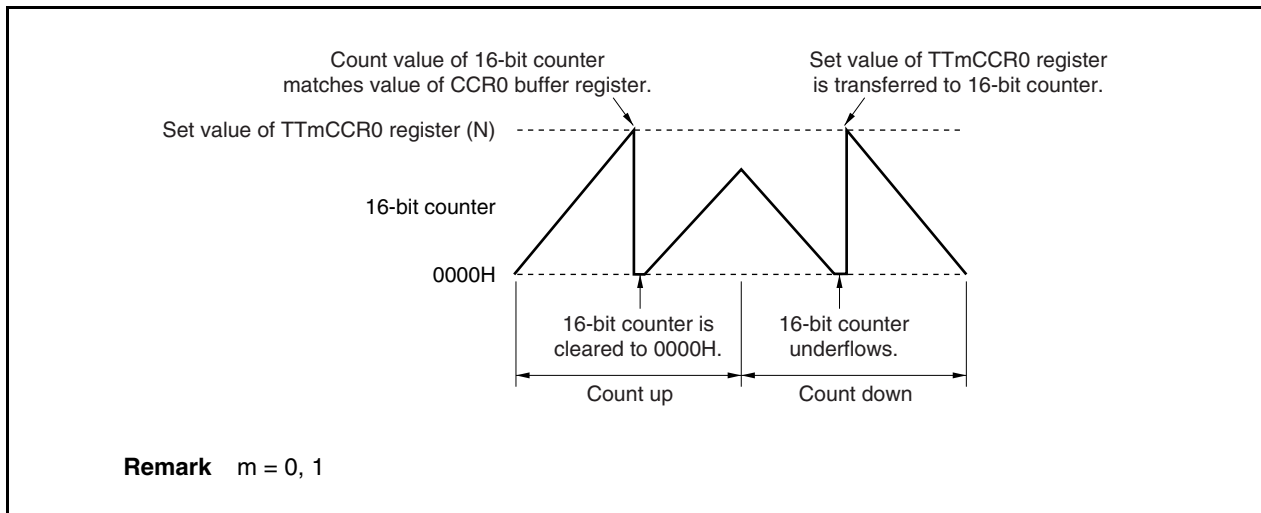 Count value of 16-bit counter
matches value of CCR0 buffer register.
Set value of TTmCCR0 register
is transferred to 16-bit counter.
Set value of TTmCCR0 register (N)
16-bit counter
0000H
16-bit counter is
cleared to 0000H.
16-bit counter
underflows.
Count up
Count down
Remark m = 0, 1